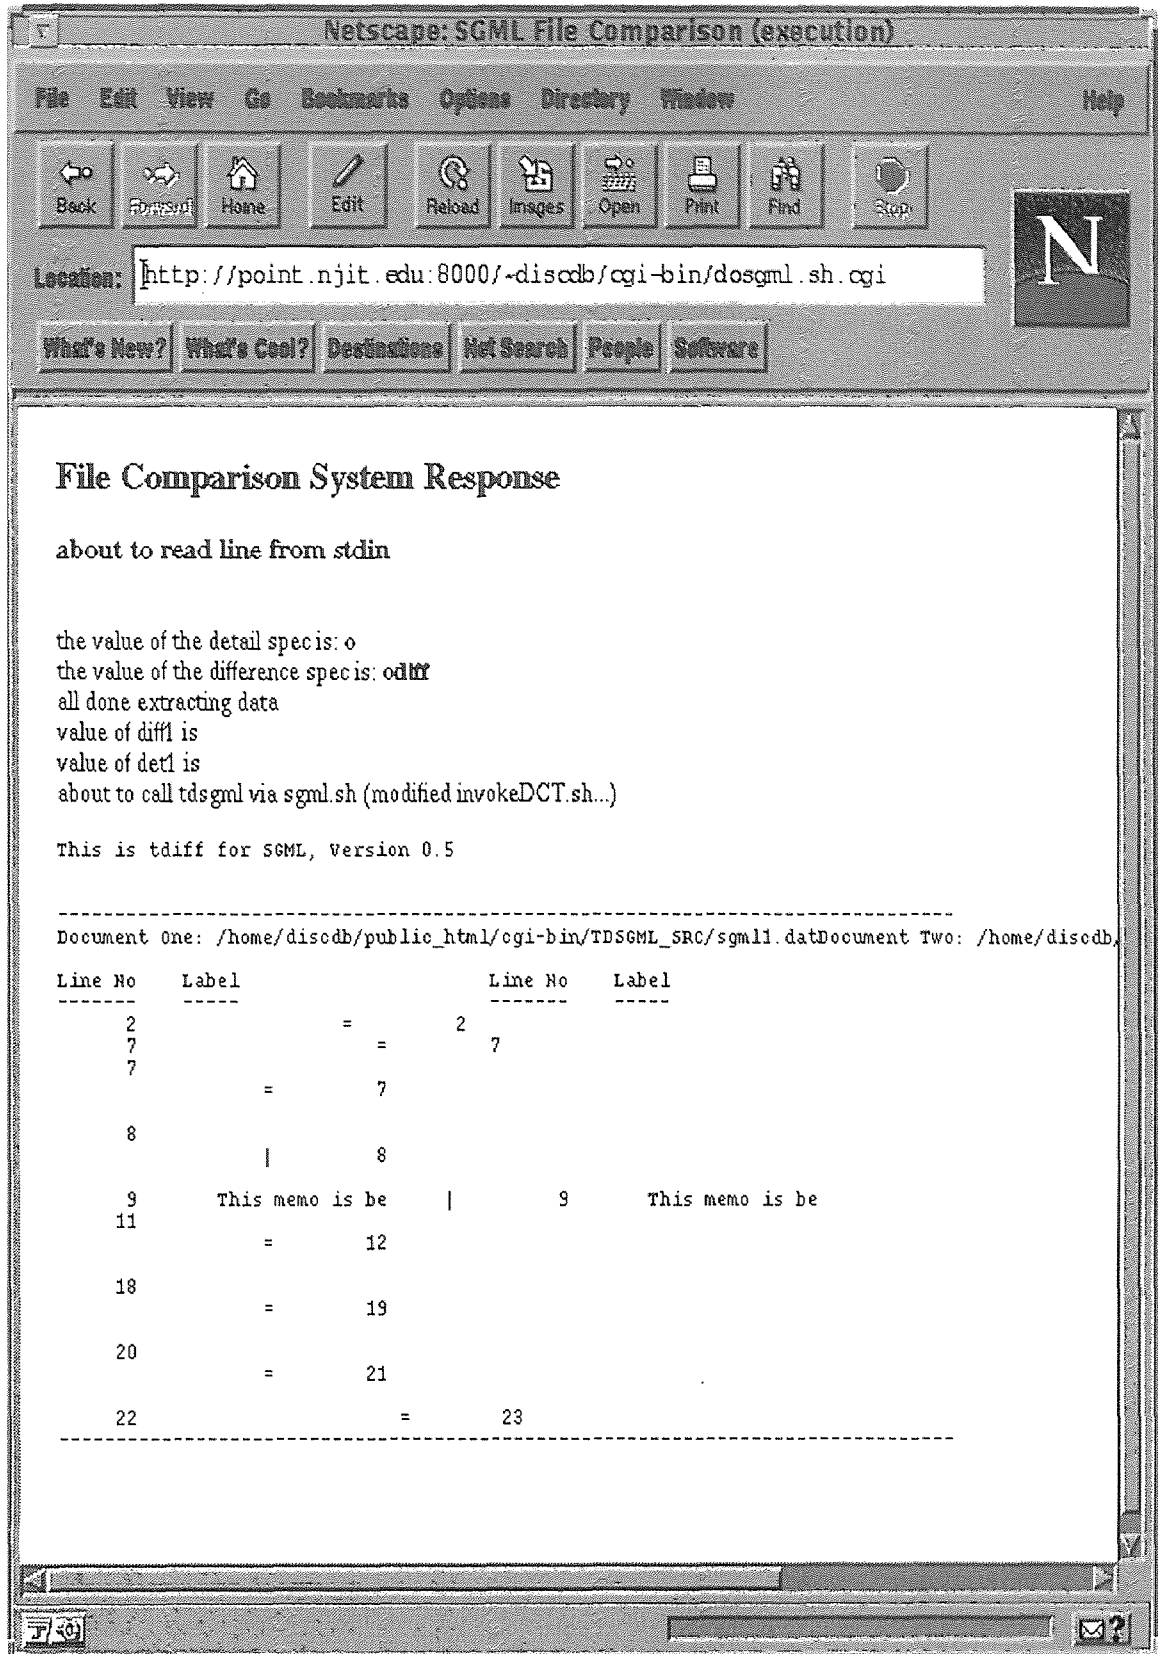 Netscape: SGML File Comparison (execution)
File Edit View Go Bookmarks Options Directory Window Help
Back Forward Home Edit Reload Images Open Print Find Stop
N
Location: http://point.njit.edu:8000/~discdb/cgi-bin/dosgml.sh.cgi
What's New? What's Cool? Destinations Net Search People Software
File Comparison System Response
about to read line from stdin
the value of the detail spec is: o
the value of the difference spec is: odiff
all done extracting data
value of diff1 is
value of det1 is
about to call tdsgml via sgml.sh (modified invokeDCT.sh...)
This is tdiff for SGML, Version 0.5
--------------------------------------------------------------------------------
Document One: /home/discdb/public_html/cgi-bin/TDSGML_SRC/sgml1.datDocument Two: /home/discdb/
Line No Label Line No Label
------- ----- ------- -----
2 = 2
7 = 7
7
= 7
8
| 8
9 This memo is be | 9 This memo is be
11
= 12
18
= 19
20
= 21
22 = 23
--------------------------------------------------------------------------------
?